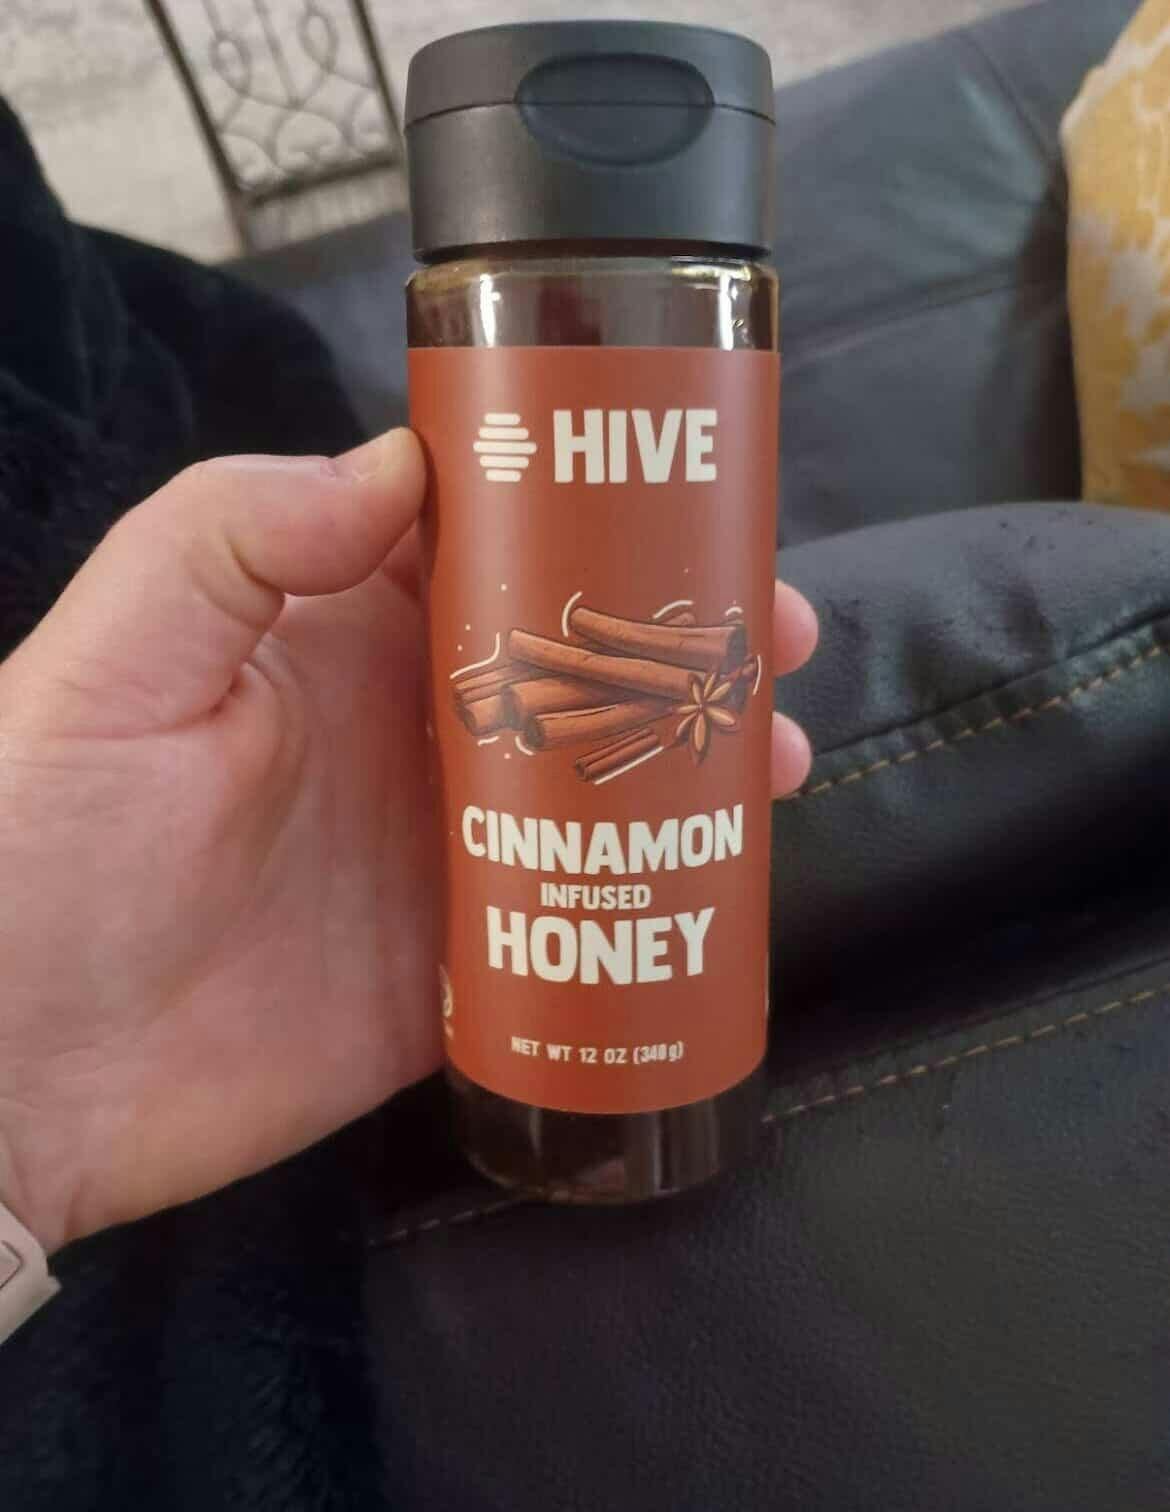 HIVE
CINNAMON
INFUSED
HONEY
NET WT 12 OZ (340g)